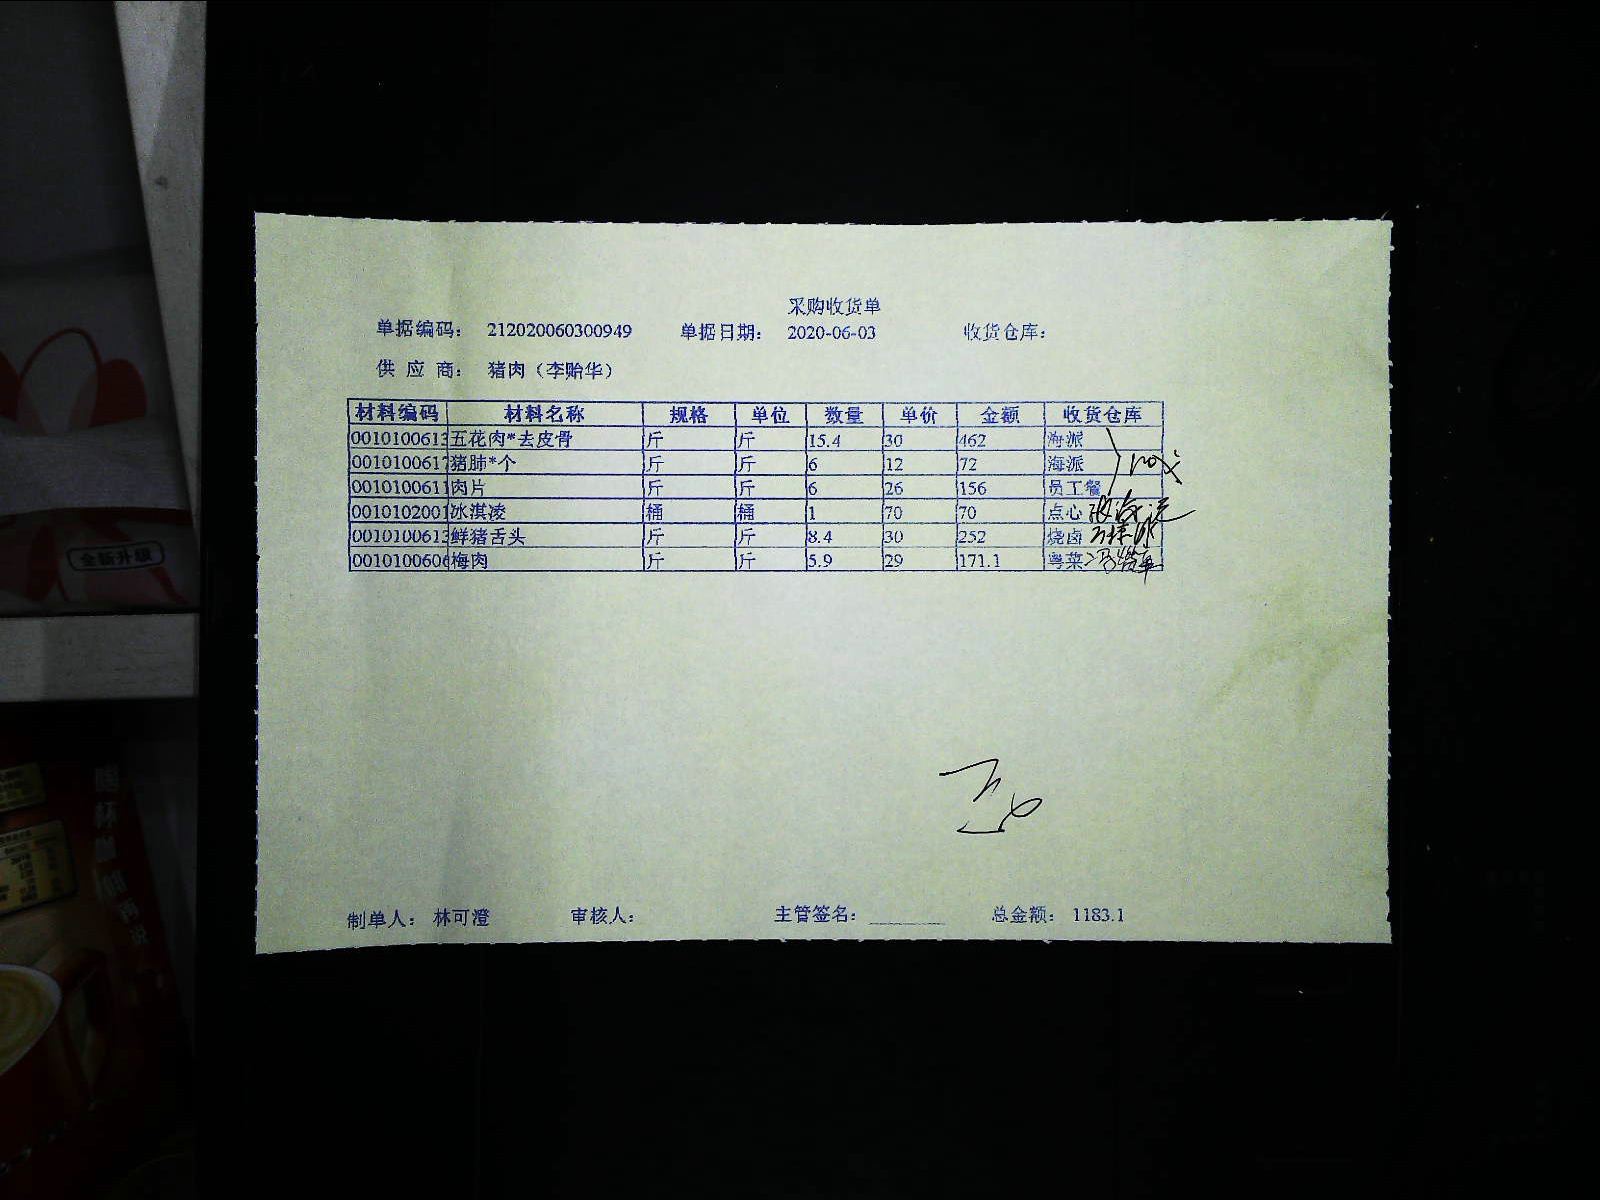 采购收货单
单据编码： 212020060300949 单据日期： 2020-06-03 收货仓库：
供 应 商： 猪肉（李贻华）
材料编码 材料名称 规格 单位 数量 单价 金额 收货仓库
0010100613 五花肉*去皮骨 斤 斤 15.4 30 462 海派
0010100617 猪肺*个 斤 斤 6 12 72 海派
0010100611 肉片 斤 斤 6 26 156 员工餐
0010102001 冰淇凌 桶 桶 1 70 70 点心
0010100613 鲜猪舌头 斤 斤 8.4 30 252 烧卤
0010100606 梅肉 斤 斤 5.9 29 171.1 粤菜
制单人： 林可澄 审核人： 主管签名： 总金额： 1183.1
全新升级